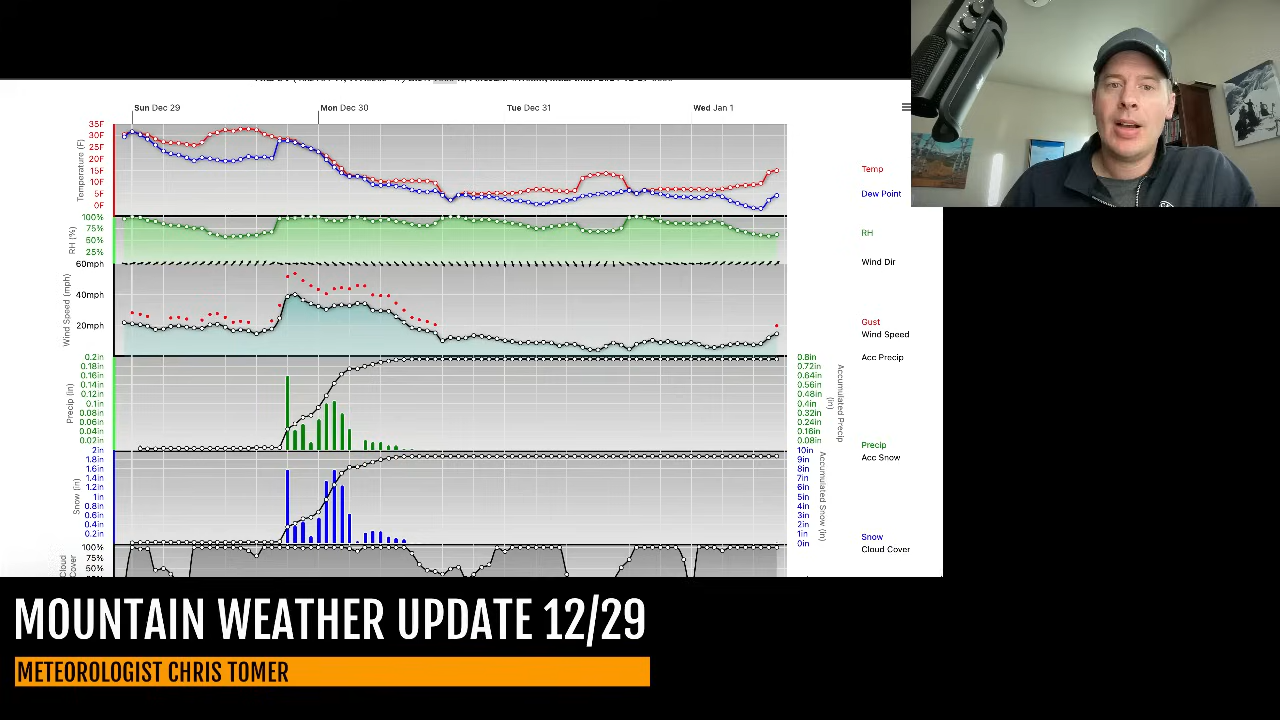 Sun Dec 29 Mon Dec 30 Tue Dec 31 Wed Jan 1
35F
30F
25F
20F
15F
10F
5F
0F
Temperature (F)
Temp
Dew Point
100%
75%
50%
25%
RH (%)
RH
Wind Dir
60mph
40mph
20mph
Wind Speed (mph)
Gust
Wind Speed
Acc Precip
0.2in
0.18in
0.16in
0.14in
0.12in
0.1in
0.08in
0.06in
0.04in
0.02in
Precip (in)
0.8in
0.72in
0.64in
0.56in
0.48in
0.4in
0.32in
0.24in
0.16in
0.08in
Accumulated Precip
(in)
Precip
Acc Snow
2in
1.8in
1.6in
1.4in
1.2in
1in
0.8in
0.6in
0.4in
0.2in
Snow (in)
10in
9in
8in
7in
6in
5in
4in
3in
2in
1in
0in
Accumulated Snow (in)
Snow
Cloud Cover
100%
75%
50%
Cloud
Cover
MOUNTAIN WEATHER UPDATE 12/29
METEOROLOGIST CHRIS TOMER